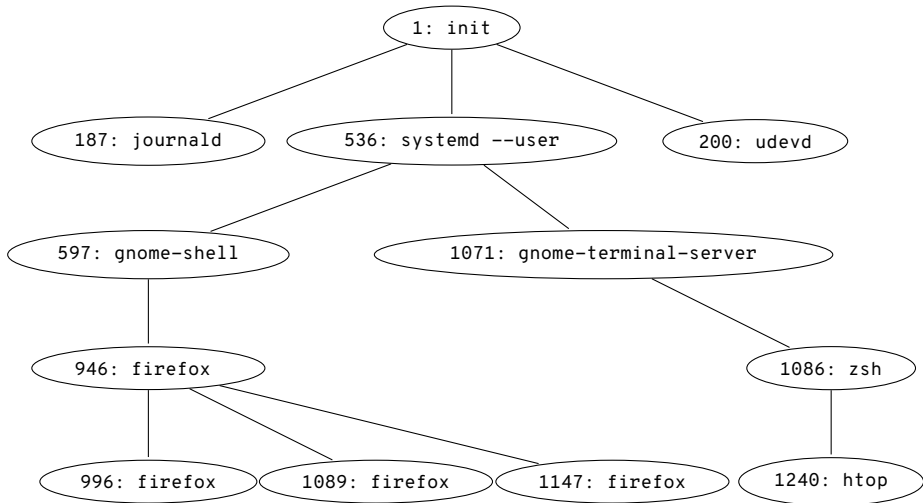 1: init
187: journald
536: systemd --user
200: udevd
597: gnome-shell
1071: gnome-terminal-server
946: firefox
1086: zsh
996: firefox
1089: firefox
1147: firefox
1240: htop